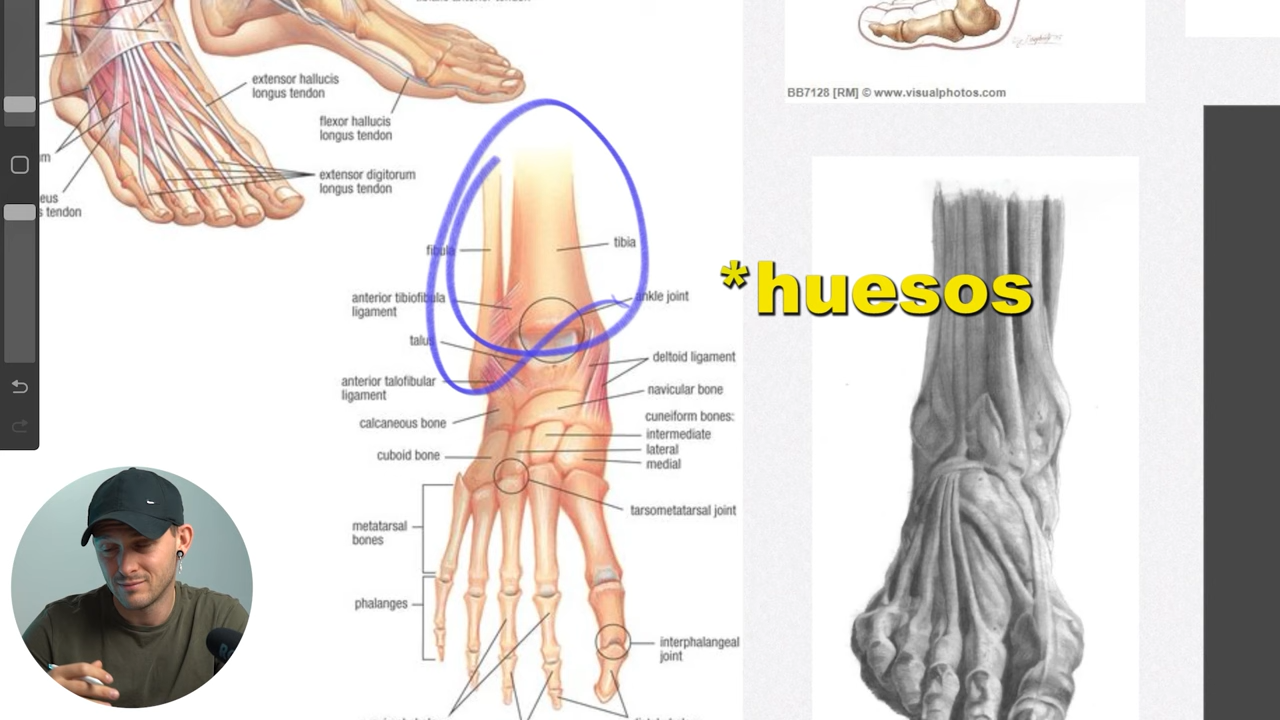 extensor hallucis
longus tendon
flexor hallucis
longus tendon
extensor digitorum
longus tendon
s tendon
BB7128 [RM] © www.visualphotos.com
fibula
tibia
*huesos
anterior tibiofibula
ligament
ankle joint
talus
deltoid ligament
anterior talofibular
ligament
navicular bone
calcaneous bone
cuneiform bones:
intermediate
lateral
medial
cuboid bone
tarsometatarsal joint
metatarsal
bones
phalanges
interphalangeal
joint